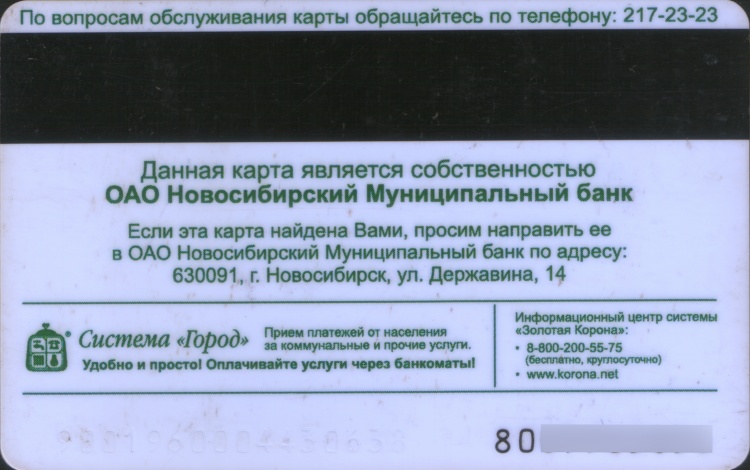 По вопросам обслуживания карты обращайтесь по телефону: 217-23-23
Данная карта является собственностью
ОАО Новосибирский Муниципальный банк
Если эта карта найдена Вами, просим направить ее
в ОАО Новосибирский Муниципальный банк по адресу:
630091, г. Новосибирск, ул. Державина, 14
® Система «Город» Прием платежей от населения
за коммунальные и прочие услуги.
Удобно и просто! Оплачивайте услуги через банкоматы!
Информационный центр системы
«Золотая Корона»:
• 8-800-200-55-75
(бесплатно, круглосуточно)
• www.korona.net
80